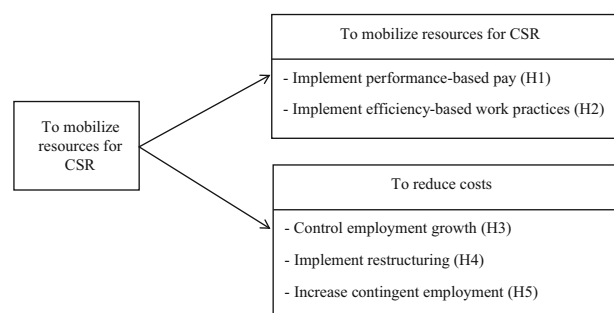 To mobilize
resources for
CSR
To mobilize resources for CSR
- Implement performance-based pay (H1)
- Implement efficiency-based work practices (H2)
To reduce costs
- Control employment growth (H3)
- Implement restructuring (H4)
- Increase contingent employment (H5)